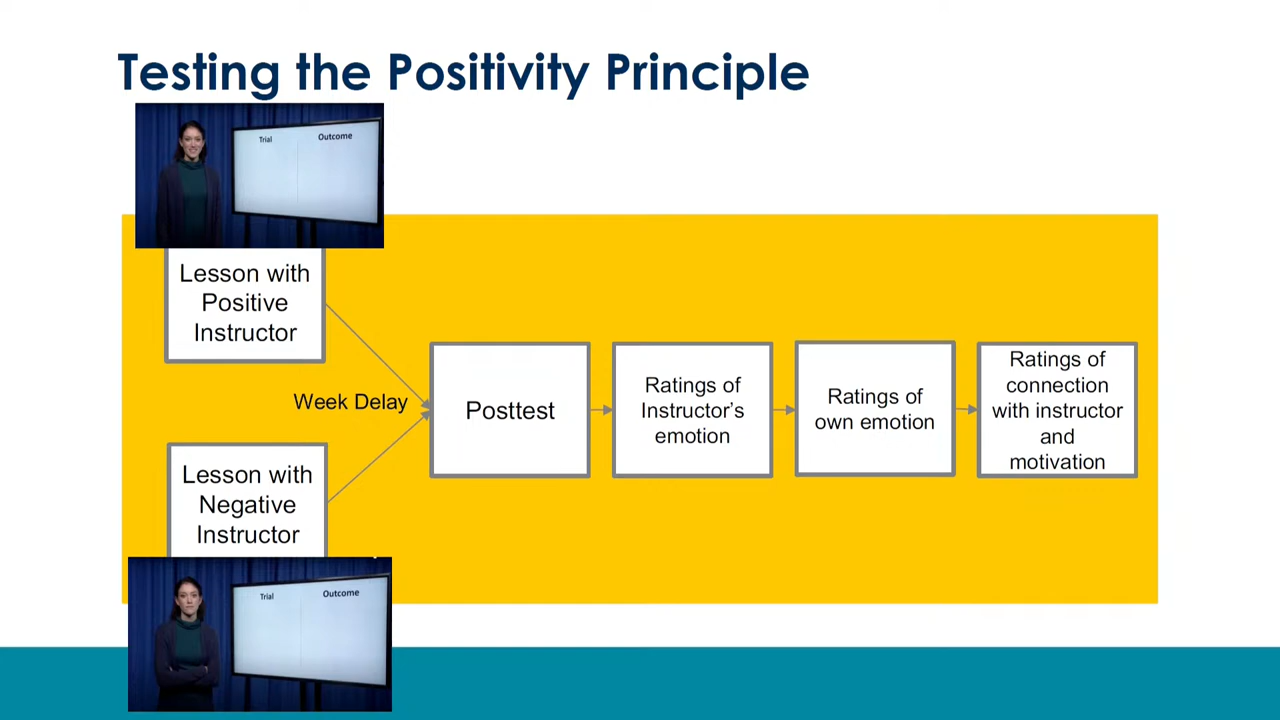 Testing the Positivity Principle
Trial
Outcome
Lesson with
Positive
Instructor
Week Delay
Lesson with
Negative
Instructor
Trial
Outcome
Posttest
Ratings of
Instructor's
emotion
Ratings of
own emotion
Ratings of
connection
with instructor
and
motivation